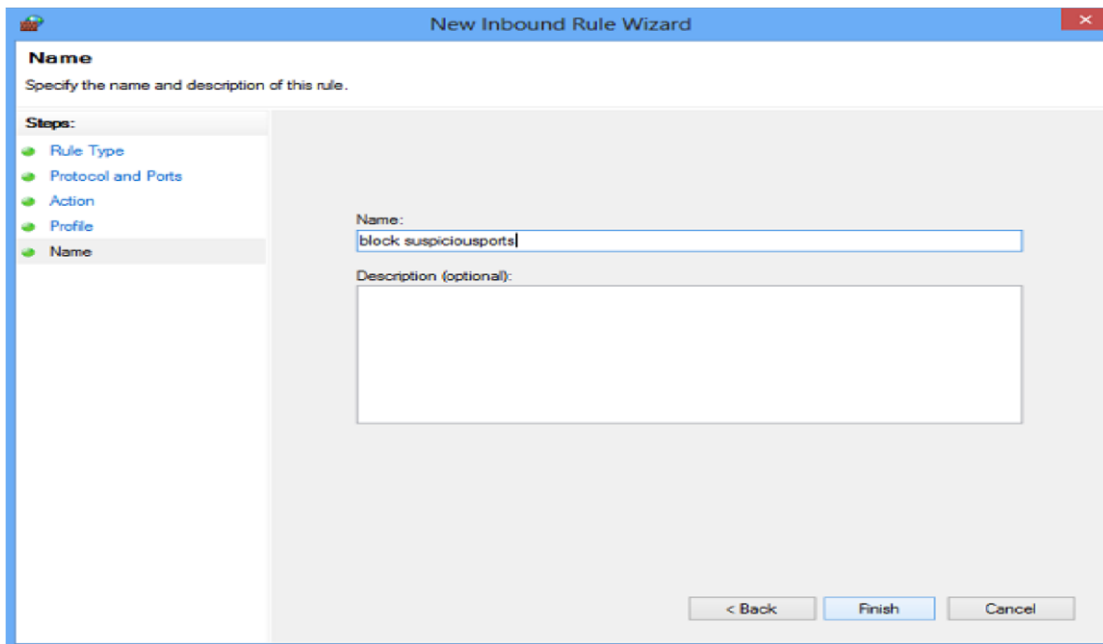 New Inbound Rule Wizard
Name
Specify the name and description of this rule.
Steps:
Rule Type
Protocol and Ports
Action
Profile
Name
Name:
block suspiciousports
Description (optional):
< Back Finish Cancel